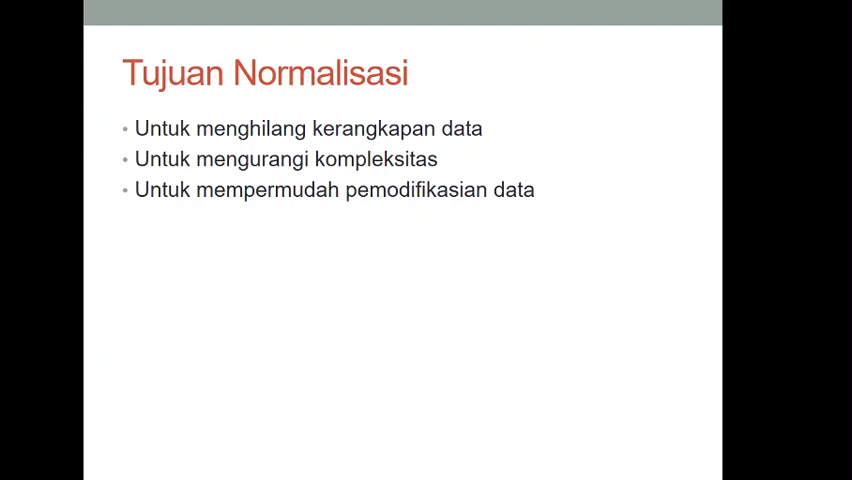 Tujuan Normalisasi
• Untuk menghilang kerangkapan data
• Untuk mengurangi kompleksitas
• Untuk mempermudah pemodifikasian data